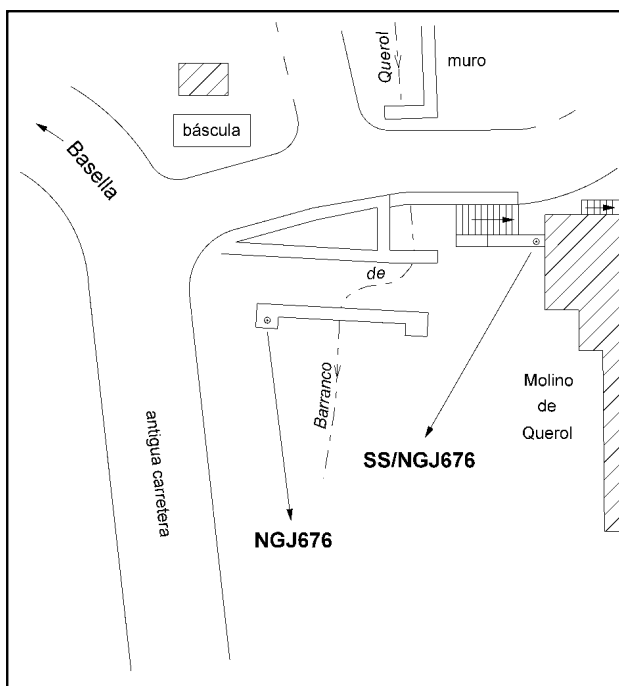 Querol
muro
báscula
Basella
de
Barranco
Molino
de
Querol
antigua carretera
SS/NGJ676
NGJ676